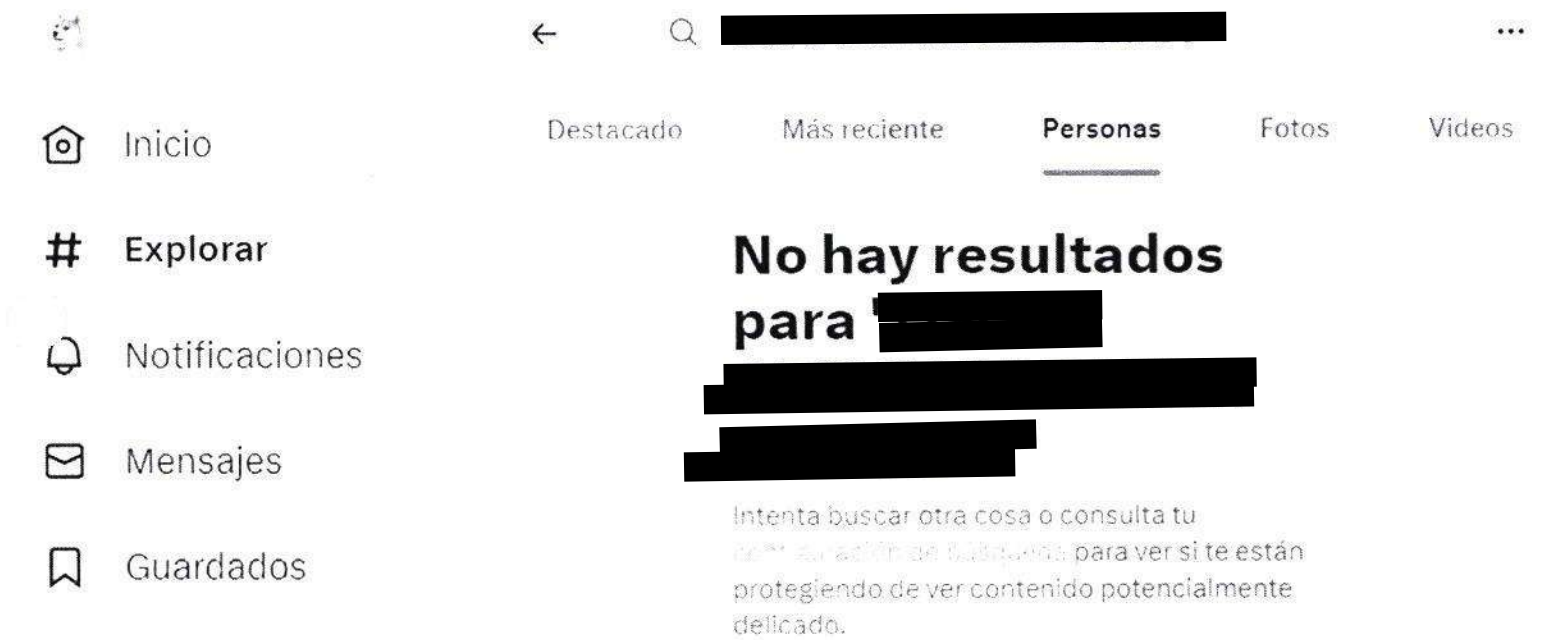 Inicio
Explorar
Notificaciones
Mensajes
Guardados
...
Destacado Más reciente Personas Fotos Videos
No hay resultados
para "
Intenta buscar otra cosa o consulta tu
para ver si te están
protegiendo de ver contenido potencialmente
delicado.